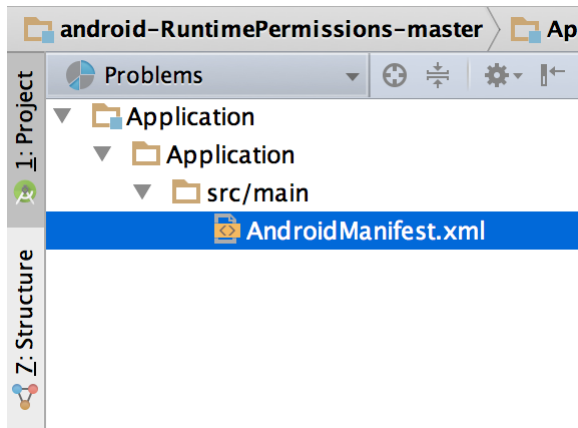 android-RuntimePermissions-master Ap
Problems
Application
Application
src/main
AndroidManifest.xml
1: Project
7: Structure